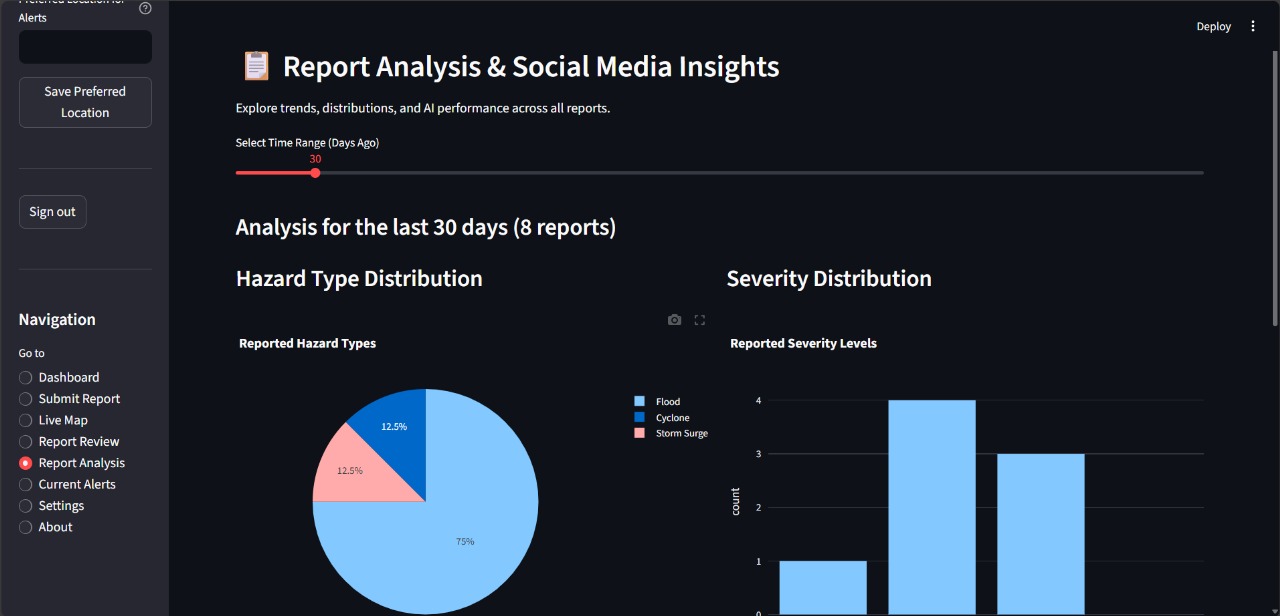 Preferred Location for
Alerts
Save Preferred
Location
Sign out
Navigation
Go to
Dashboard
Submit Report
Live Map
Report Review
Report Analysis
Current Alerts
Settings
About
Deploy
Report Analysis & Social Media Insights
Explore trends, distributions, and AI performance across all reports.
Select Time Range (Days Ago)
30
Analysis for the last 30 days (8 reports)
Hazard Type Distribution
Reported Hazard Types
12.5%
12.5%
75%
Flood
Cyclone
Storm Surge
Severity Distribution
Reported Severity Levels
4
3
2
1
0
count